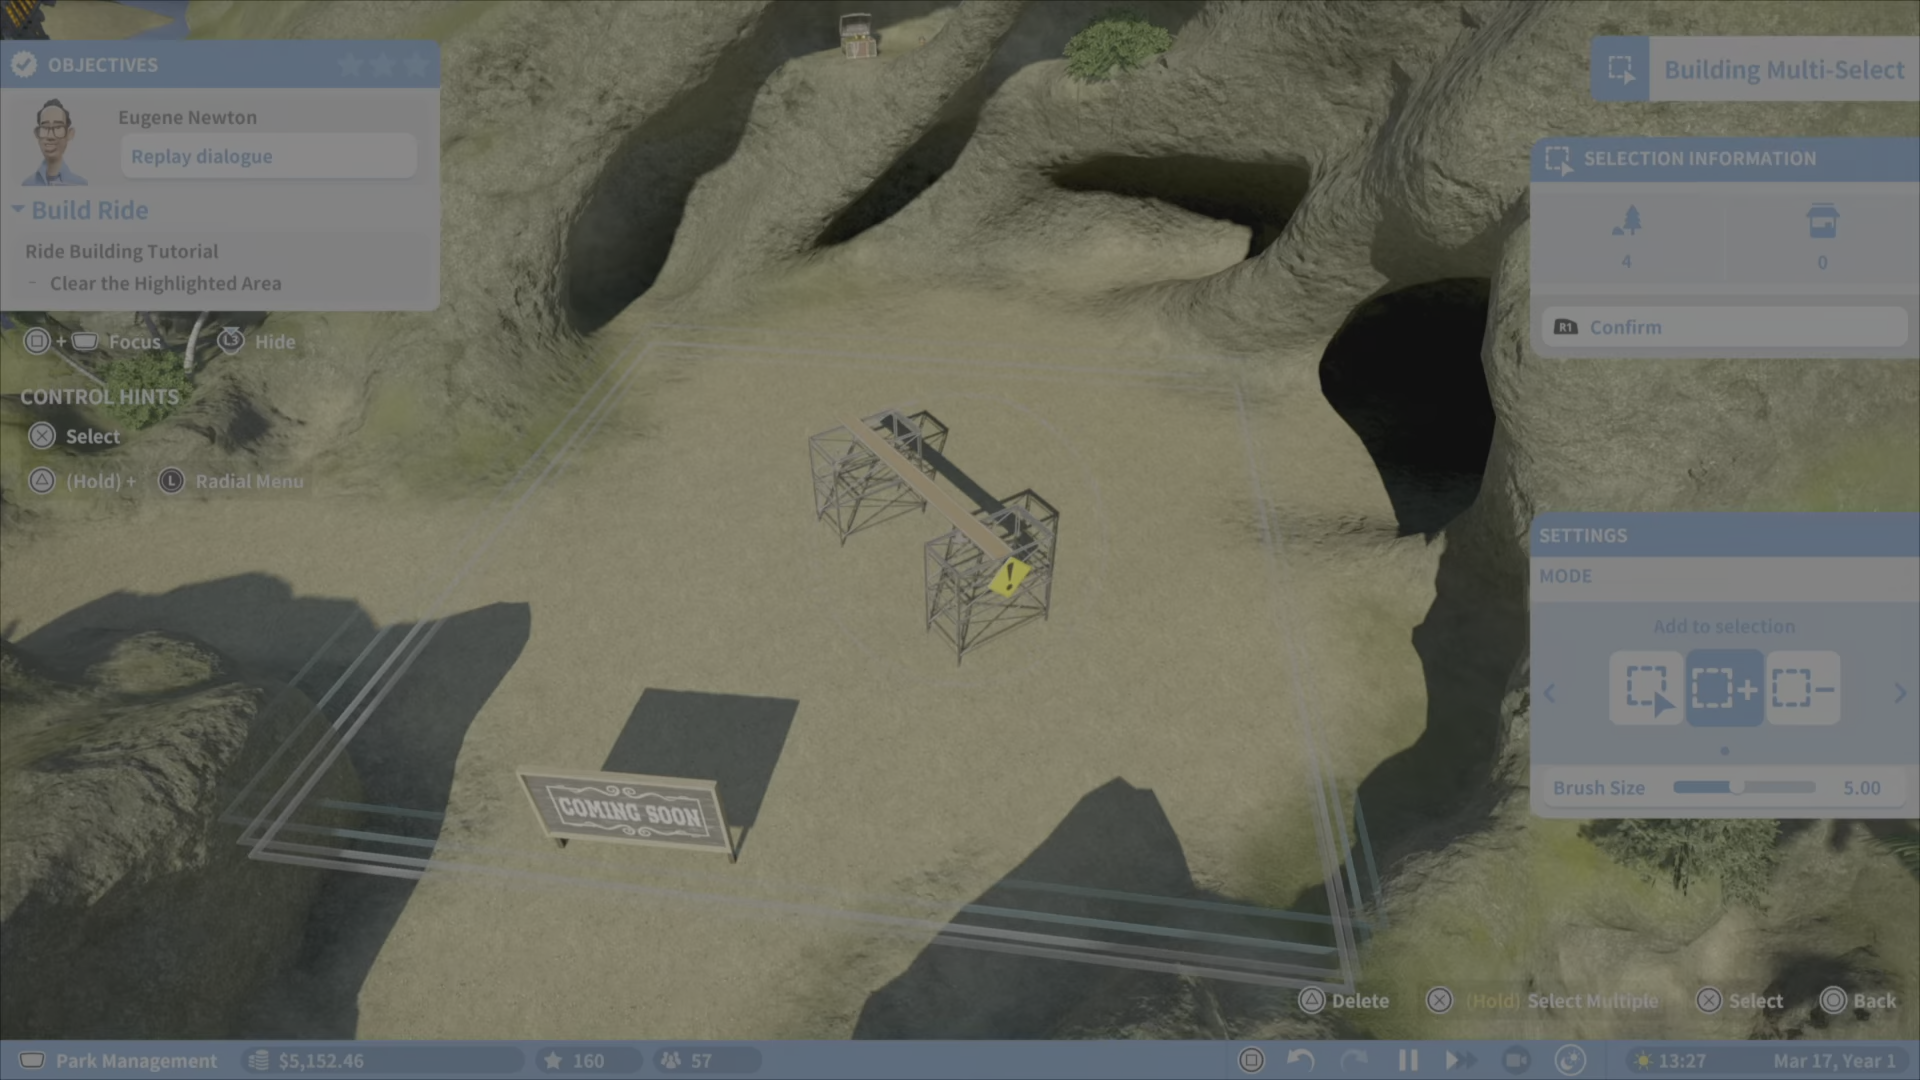 OBJECTIVES
Eugene Newton
Replay dialogue
Build Ride
Ride Building Tutorial
- Clear the Highlighted Area
+ Focus
L3 Hide
CONTROL HINTS
Select
(Hold) + L Radial Menu
Building Multi-Select
SELECTION INFORMATION
4 0
R1 Confirm
SETTINGS
MODE
Add to selection
Brush Size 5.00
COMING SOON
Delete (Hold) Select Multiple Select Back
Park Management $5,152.46 160 57 13:27 Mar 17, Year 1